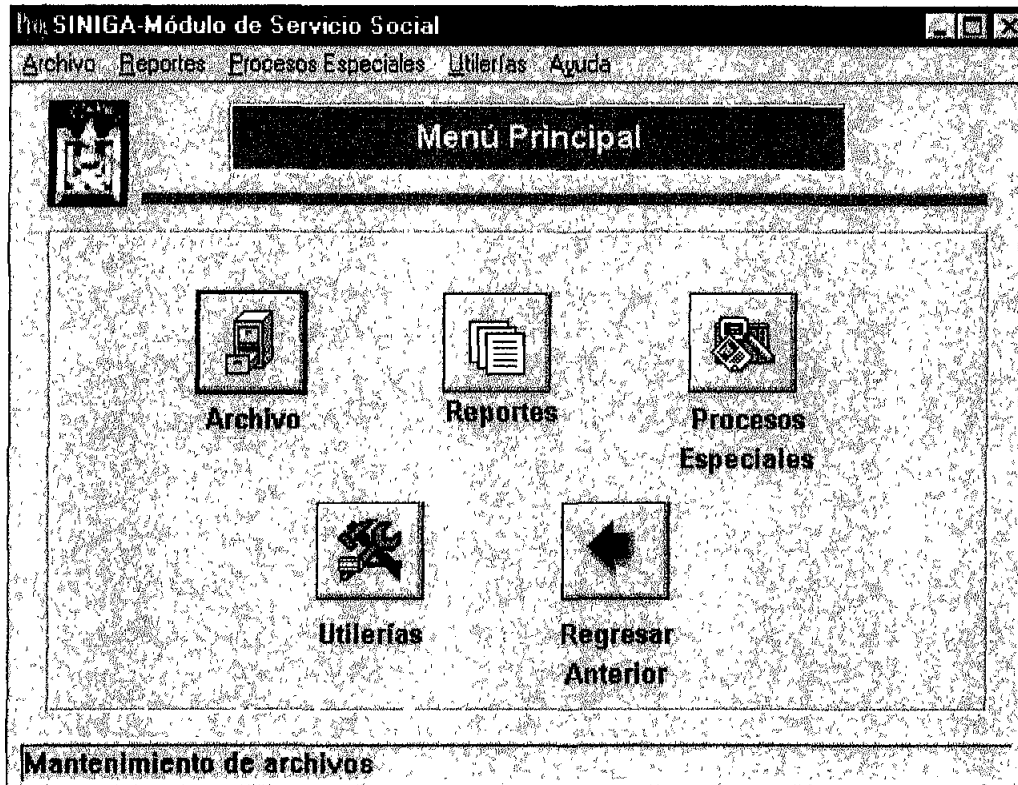 SINIGA-Módulo de Servicio Social
Archivo Reportes Procesos Especiales Utilerías Ayuda
Menú Principal
Archivo
Reportes
Procesos
Especiales
Utilerías
Regresar
Anterior
Mantenimiento de archivos